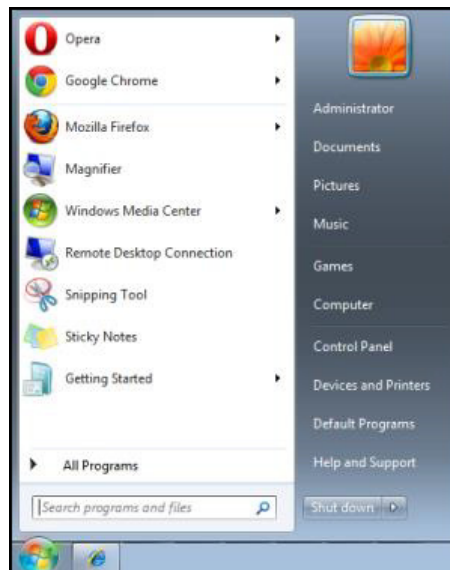 Opera
Google Chrome
Mozilla Firefox
Magnifier
Windows Media Center
Remote Desktop Connection
Snipping Tool
Sticky Notes
Getting Started
All Programs
Search programs and files
Administrator
Documents
Pictures
Music
Games
Computer
Control Panel
Devices and Printers
Default Programs
Help and Support
Shut down